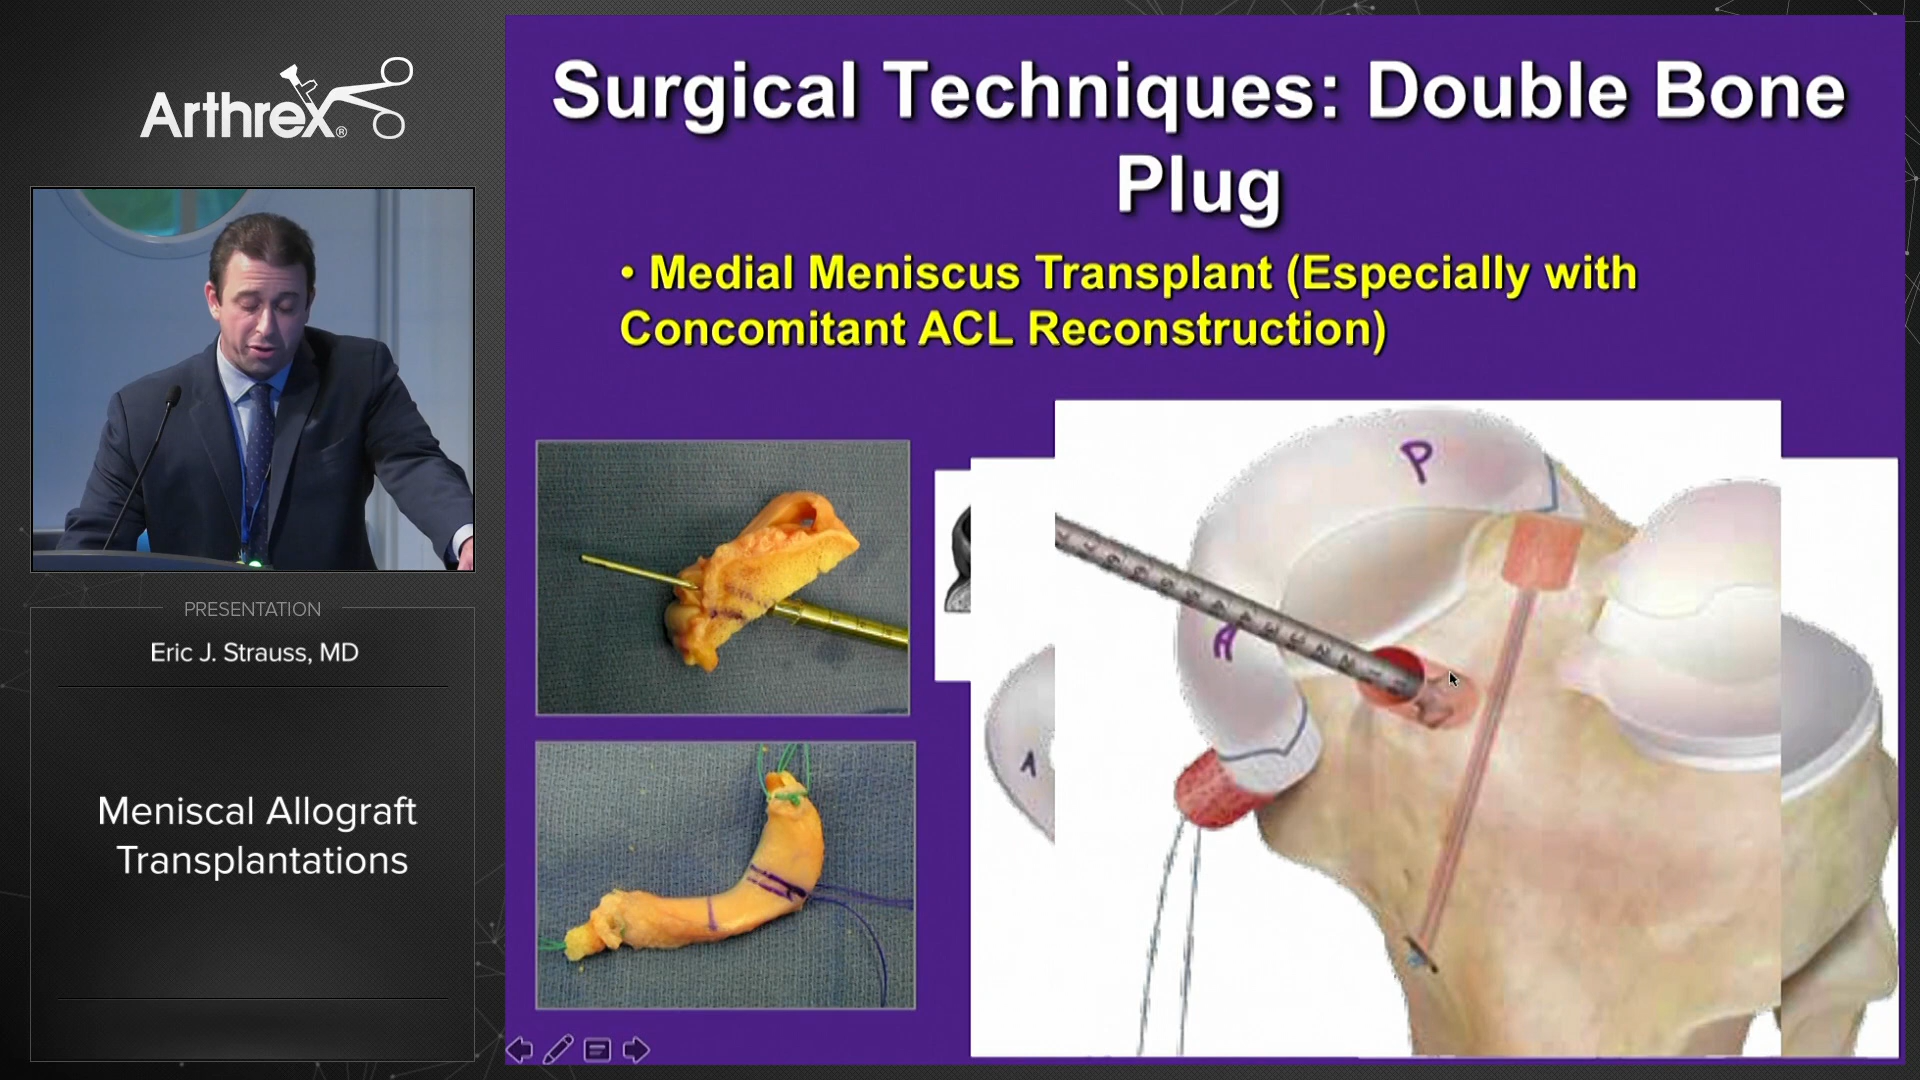 Arthrex®
PRESENTATION
Eric J. Strauss, MD
Meniscal Allograft
Transplantations
Surgical Techniques: Double Bone
Plug
• Medial Meniscus Transplant (Especially with
Concomitant ACL Reconstruction)
P
A
A